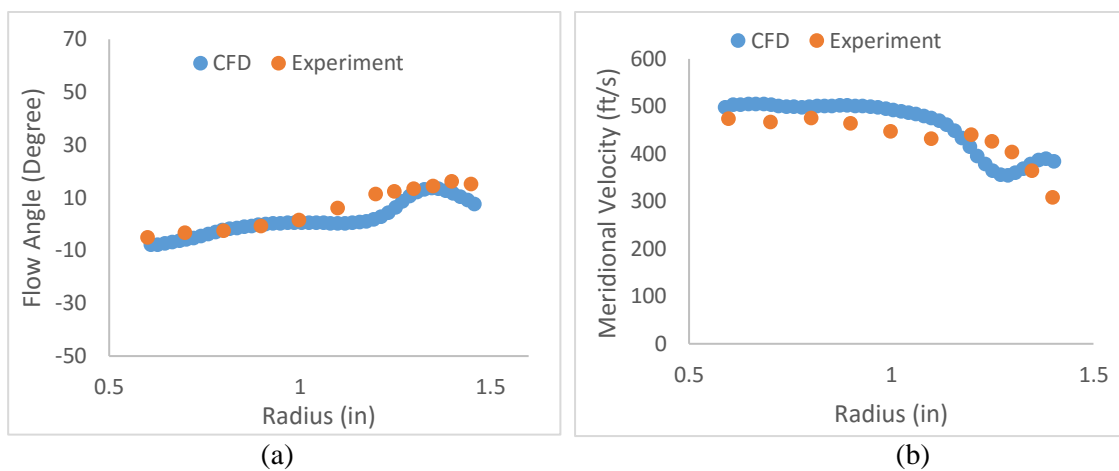 CFD Experiment
70
50
30
10
-10
-30
-50
Flow Angle (Degree)
0.5 1 1.5
Radius (in)
(a)
CFD Experiment
600
500
400
300
200
100
0
Meridional Velocity (ft/s)
0.5 1 1.5
Radius (in)
(b)